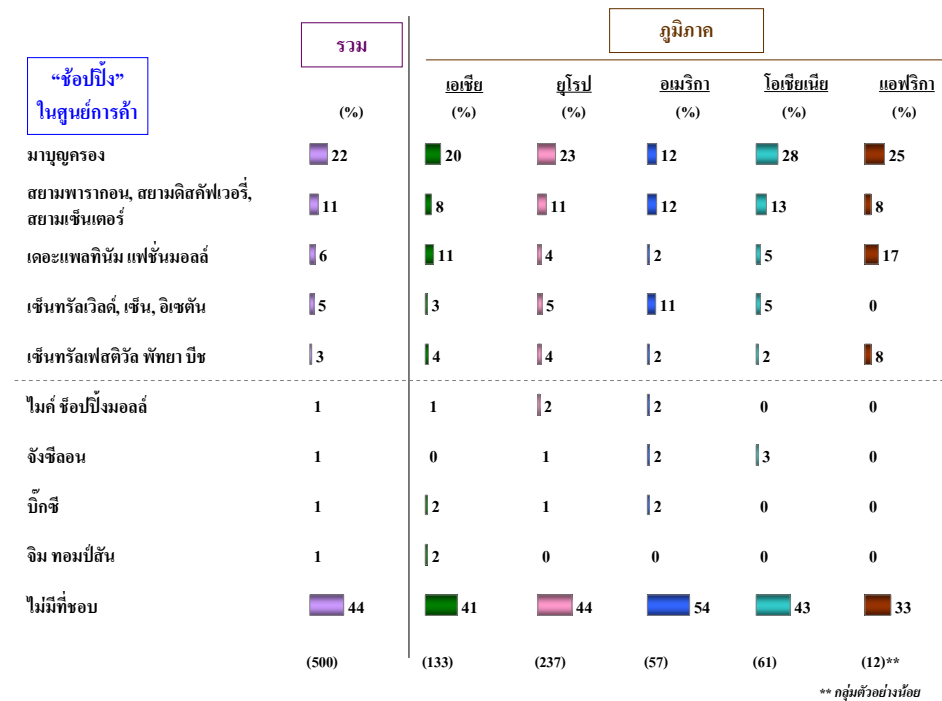 รวม
ภูมิภาค
“ช้อปปิ้ง”
ในศูนย์การค้า
(%)
เอเชีย
(%)
ยุโรป
(%)
อเมริกา
(%)
โอเชียเนีย
(%)
แอฟริกา
(%)
มาบุญครอง 22 20 23 12 28 25
สยามพารากอน, สยามดิสคัฟเวอรี่,
สยามเซ็นเตอร์ 11 8 11 12 13 8
เดอะแพลทินัม แฟชั่นมอลล์ 6 11 4 2 5 17
เซ็นทรัลเวิลด์, เซ็น, อิเซตัน 5 3 5 11 5 0
เซ็นทรัลเฟสติวัล พัทยา บีช 3 4 4 2 2 8
ไมค์ ช็อปปิ้งมอลล์ 1 1 2 2 0 0
จังซีลอน 1 0 1 2 3 0
บิ๊กซี 1 2 1 2 0 0
จิม ทอมป์สัน 1 2 0 0 0 0
ไม่มีที่ชอบ 44 41 44 54 43 33
(500) (133) (237) (57) (61) (12)**
** กลุ่มตัวอย่างน้อย